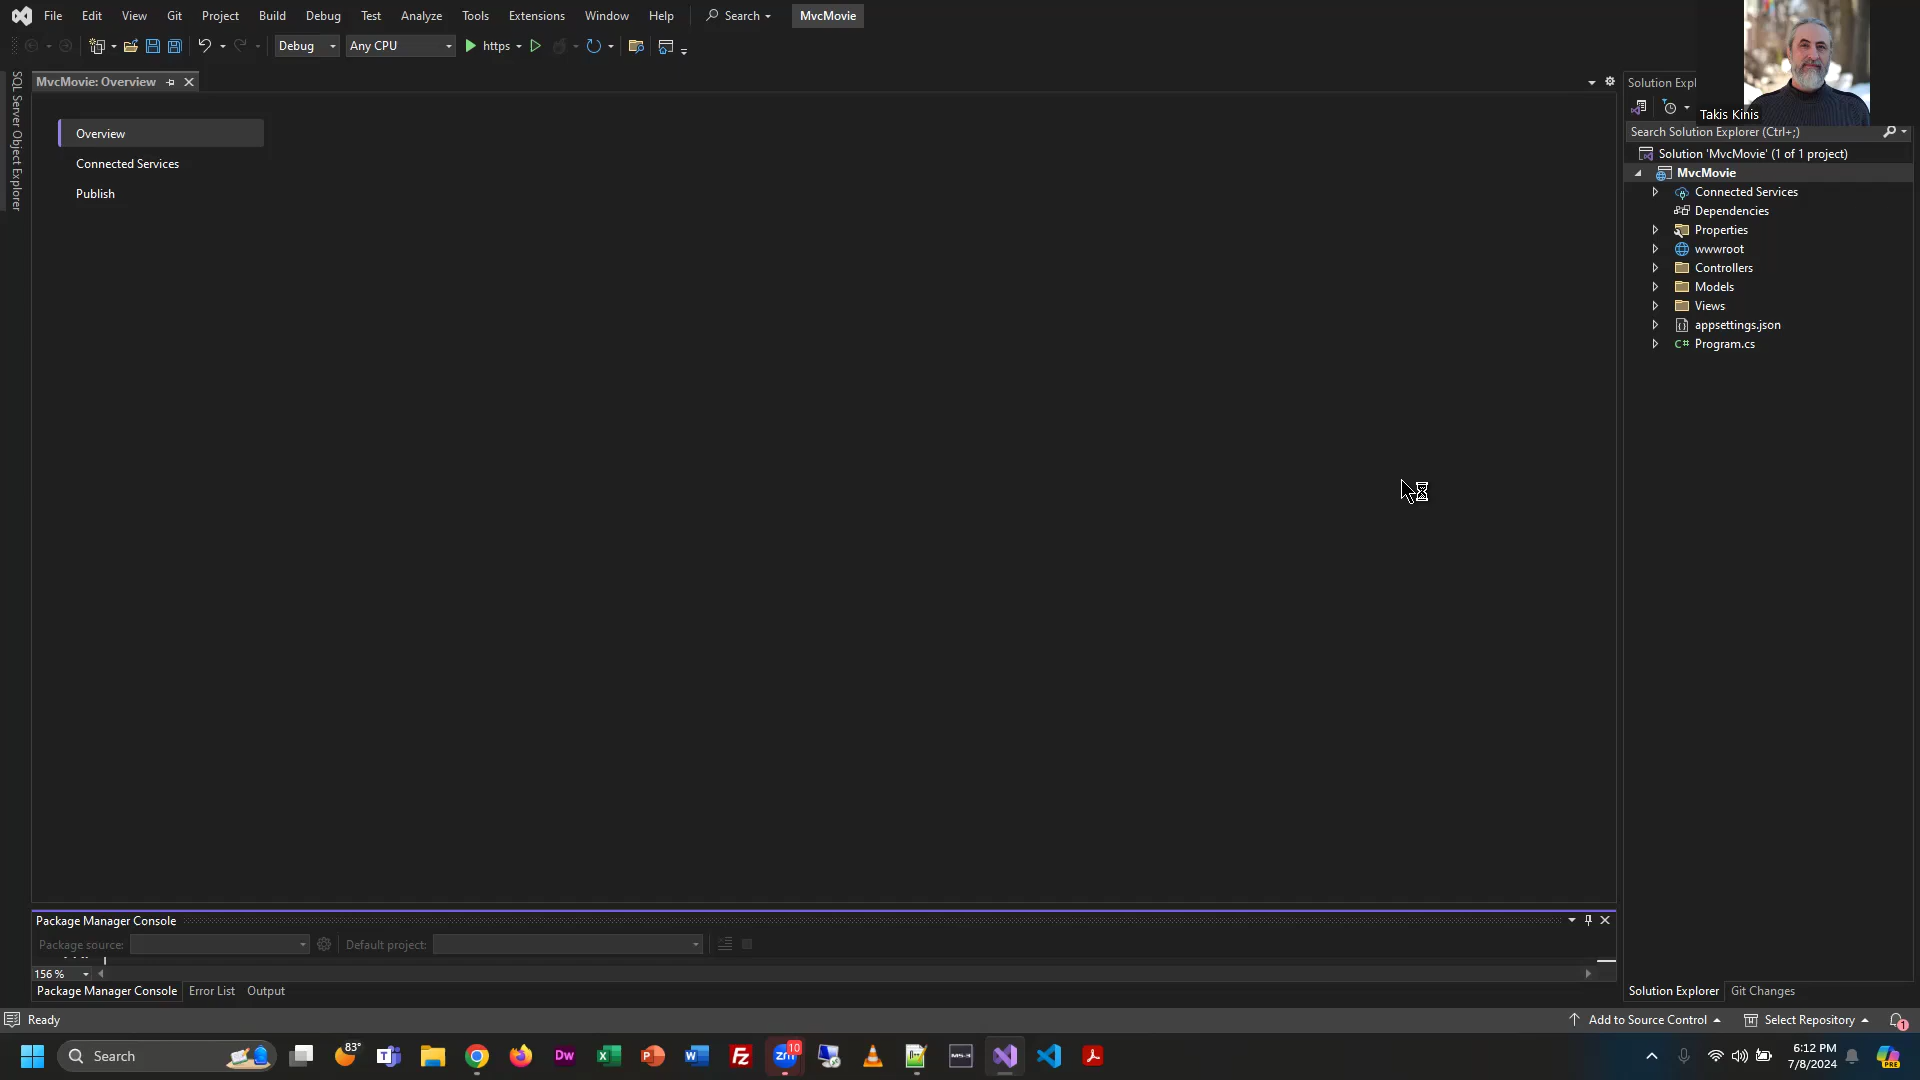 File Edit View Git Project Build Debug Test Analyze Tools Extensions Window Help Search MvcMovie
Debug Any CPU https
SQL Server Object Explorer
MvcMovie: Overview
Overview
Connected Services
Publish
Takis Kinis
Solution Expl
Search Solution Explorer (Ctrl+;)
Solution 'MvcMovie' (1 of 1 project)
MvcMovie
Connected Services
Dependencies
Properties
wwwroot
Controllers
Models
Views
appsettings.json
C# Program.cs
Package Manager Console
Package source: Default project:
156 %
Package Manager Console Error List Output
Solution Explorer Git Changes
Ready
Add to Source Control Select Repository 1
Search
83°
10
6:12 PM
7/8/2024